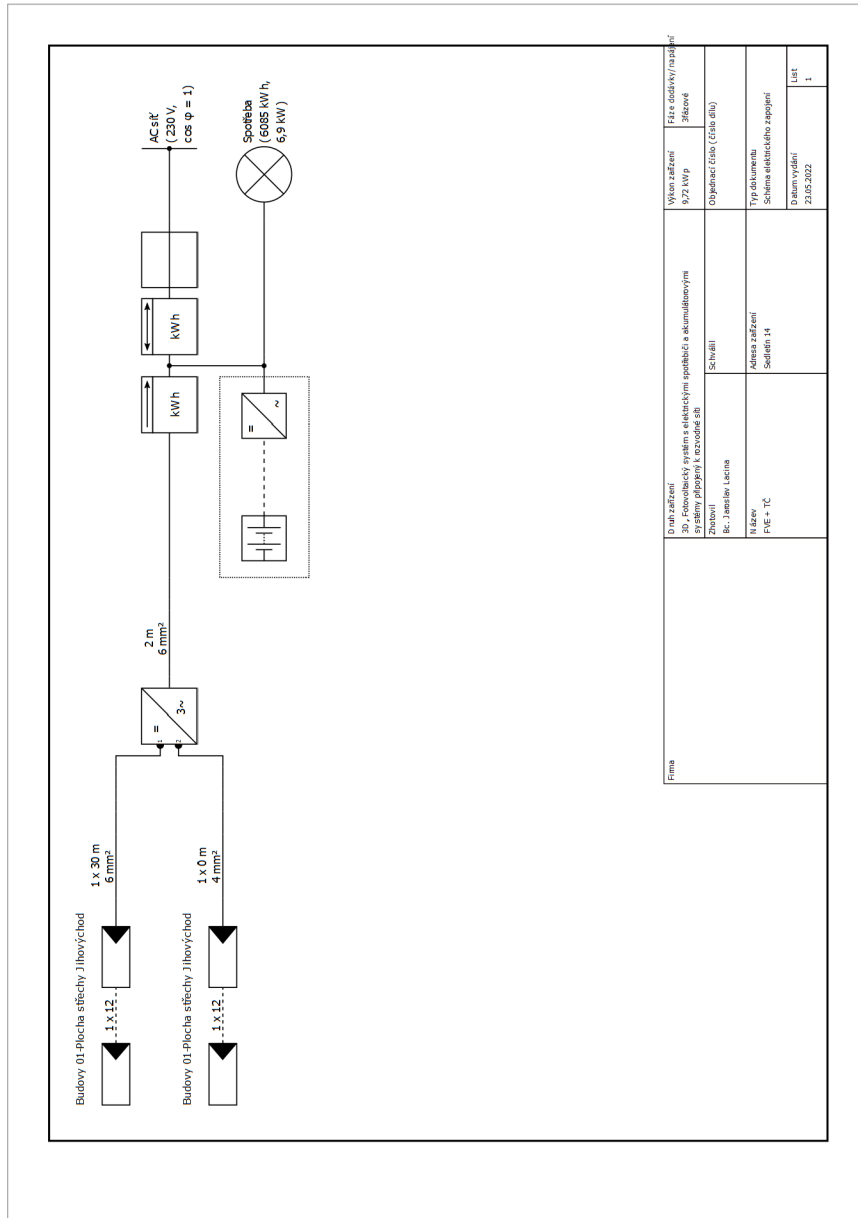 AC síť
(230 V,
cos φ = 1)
Spotřeba
(6085 kWh,
6,9 kW)
kWh
kWh
=
~
2 m
6 mm²
=
3~
1
2
1 x 30 m
6 mm²
1 x 0 m
4 mm²
Budovy 01-Plocha střechy Jihovýchod
1 x 12
Budovy 01-Plocha střechy Jihovýchod
1 x 12
Firma
Druh zařízení
3D, Fotovoltaický systém s elektrickými spotřebiči a akumulátorovými
systémy připojený k rozvodné síti
Výkon zařízení
9,72 kWp
Fáze dodávky/napájení
3fázové
Zhotovil
Bc. Jaroslav Lacina
Schválil
Objednací číslo (číslo dílu)
Název
FVE + TČ
Adresa zařízení
Sedletín 14
Typ dokumentu
Schéma elektrického zapojení
Datum vydání
23.05.2022
List
1